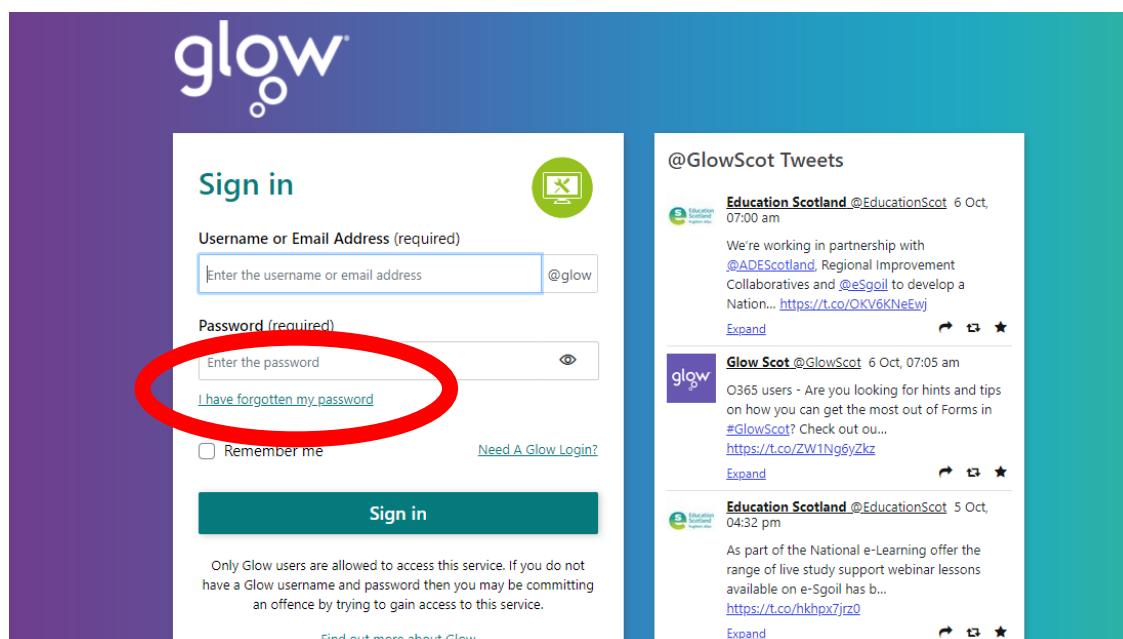 glow
Sign in
Username or Email Address (required)
Enter the username or email address
@glow
Password (required)
Enter the password
I have forgotten my password
Remember me
Need A Glow Login?
Sign in
Only Glow users are allowed to access this service. If you do not
have a Glow username and password then you may be committing
an offence by trying to gain access to this service.
Find out more about Glow
@GlowScot Tweets
Education Scotland @EducationScot 6 Oct,
07:00 am
We're working in partnership with
@ADEScotland, Regional Improvement
Collaboratives and @eSgoil to develop a
Nation... https://t.co/OKV6KNeEwj
Expand
glow
Glow Scot @GlowScot 6 Oct, 07:05 am
O365 users - Are you looking for hints and tips
on how you can get the most out of Forms in
#GlowScot? Check out ou...
https://t.co/ZW1Ng6yZkz
Expand
Education Scotland @EducationScot 5 Oct,
04:32 pm
As part of the National e-Learning offer the
range of live study support webinar lessons
available on e-Sgoil has b...
https://t.co/hkhpx7jrz0
Expand